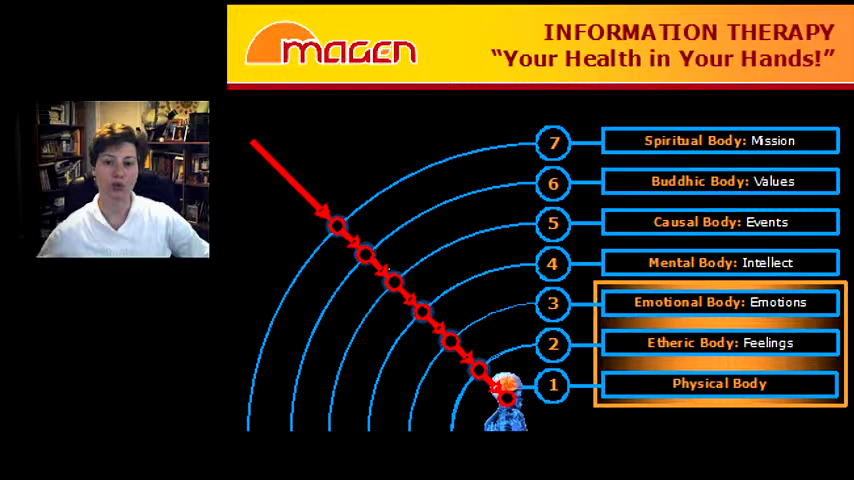 magen
INFORMATION THERAPY
"Your Health in Your Hands!"
7 Spiritual Body: Mission
6 Buddhic Body: Values
5 Causal Body: Events
4 Mental Body: Intellect
3 Emotional Body: Emotions
2 Etheric Body: Feelings
1 Physical Body